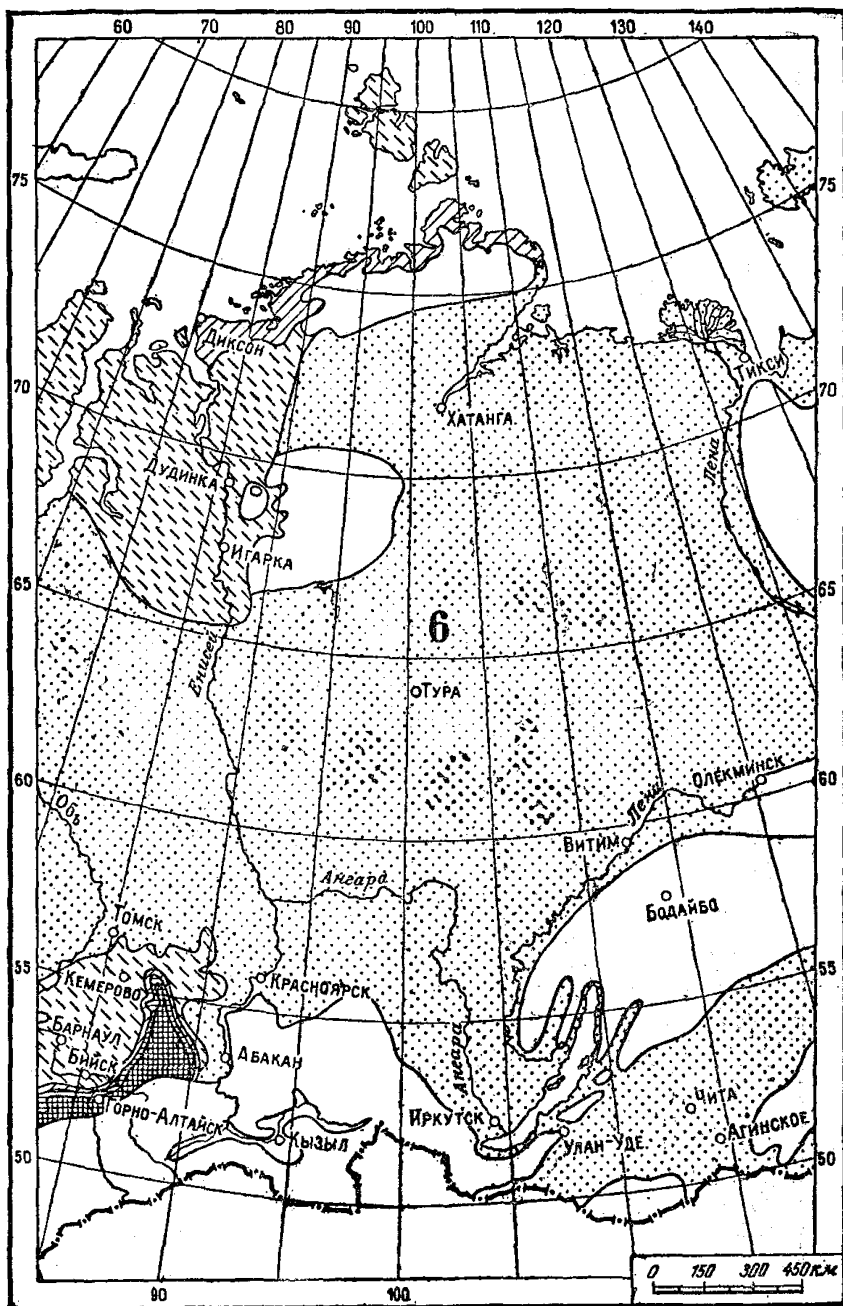 60 70 80 90 100 110 120 130 140
75 75
Диксон
Тикси
70 70
Хатанга
Лена
Дудинка
Игарка
65 65
6
Енисей
Тура
Олекминск
60 60
Обь
Лена
Витим
Ангара
Бодайбо
Томск
55 55
Кемерово
Красноярск
Барнаул
Ангара
Бийск
Абакан
Чита
Горно-Алтайск
Иркутск
Агинское
Кызыл
Улан-Уде
50 50
0 150 300 450 км
90 100